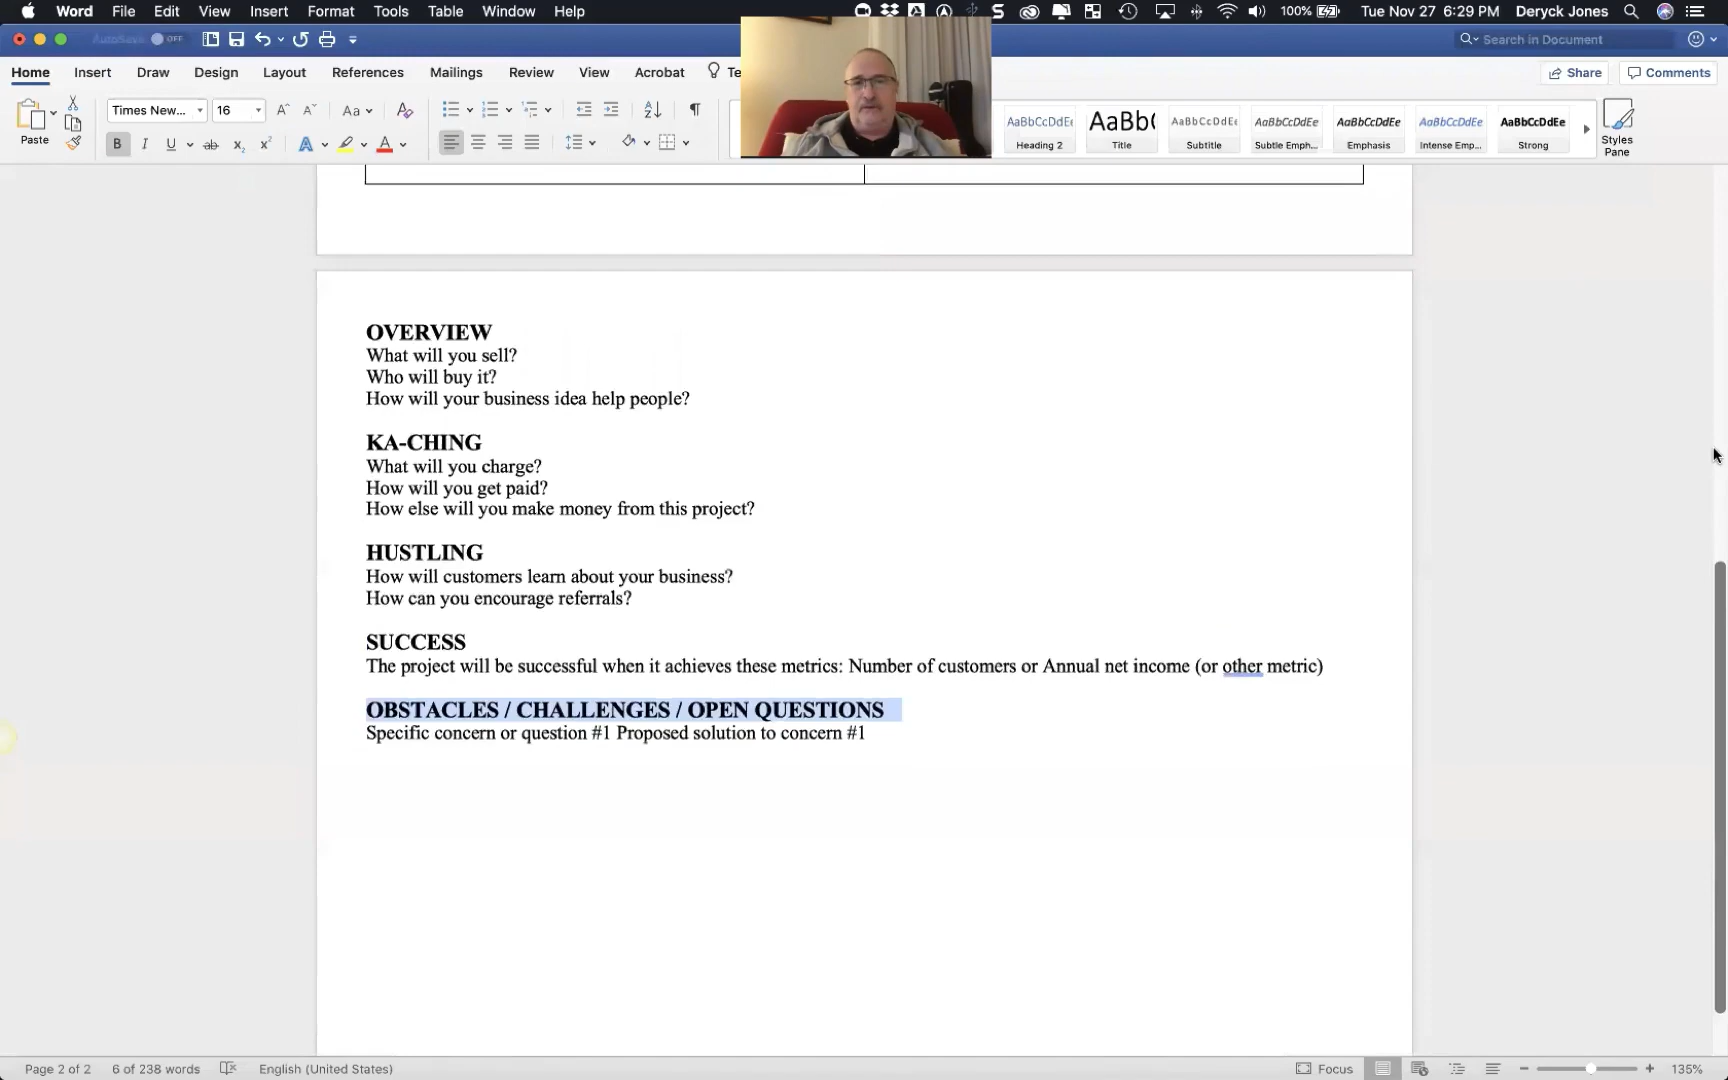 Word File Edit View Insert Format Tools Table Window Help 100% Tue Nov 27 6:29 PM Deryck Jones
AutoSave OFF Search in Document
Home Insert Draw Design Layout References Mailings Review View Acrobat Te Share Comments
Paste Times New... 16 Aa AaBbCcDdEe Heading 2 AaBb( Title AaBbCcDdEe Subtitle AaBbCcDdEe Subtle Emph... AaBbCcDdEe Emphasis AaBbCcDdEe Intense Emp... AaBbCcDdEe Strong Styles Pane
OVERVIEW
What will you sell?
Who will buy it?
How will your business idea help people?
KA-CHING
What will you charge?
How will you get paid?
How else will you make money from this project?
HUSTLING
How will customers learn about your business?
How can you encourage referrals?
SUCCESS
The project will be successful when it achieves these metrics: Number of customers or Annual net income (or other metric)
OBSTACLES / CHALLENGES / OPEN QUESTIONS
Specific concern or question #1 Proposed solution to concern #1
Page 2 of 2 6 of 238 words English (United States) Focus 135%